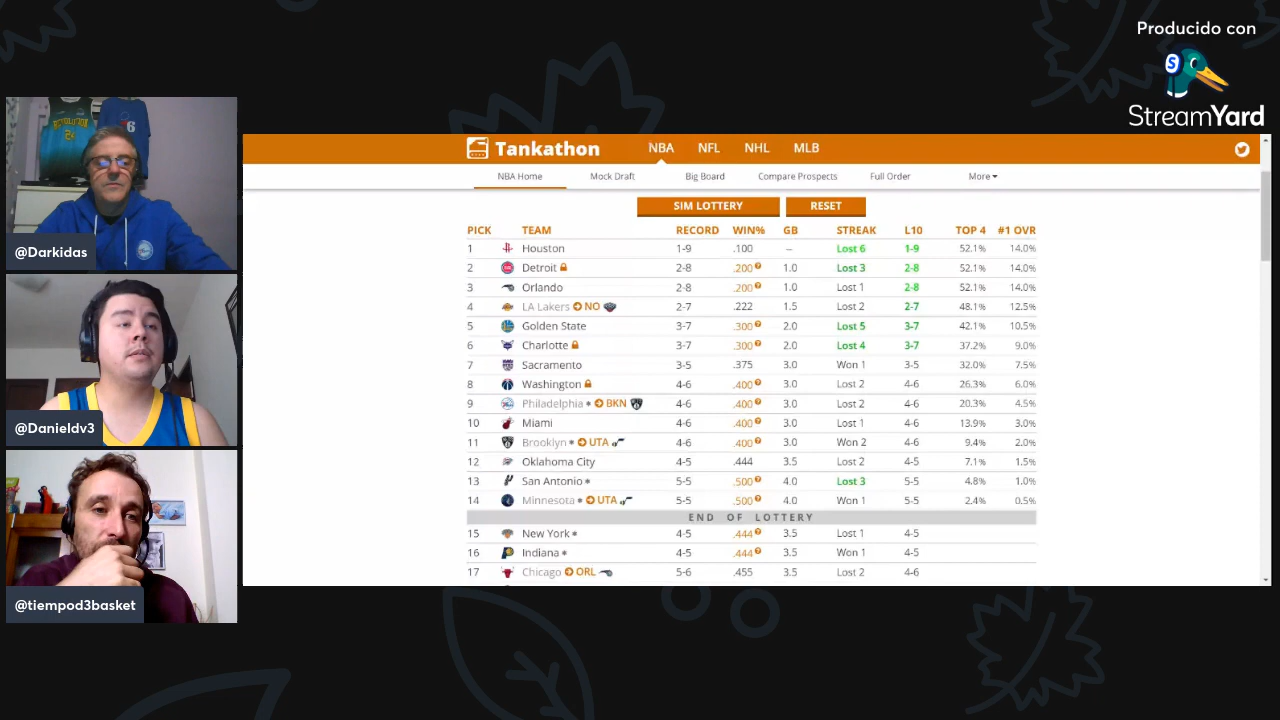 Producido con
S
StreamYard
Tankathon NBA NFL NHL MLB
NBA Home Mock Draft Big Board Compare Prospects Full Order More
SIM LOTTERY RESET
PICK TEAM RECORD WIN% GB STREAK L10 TOP 4 #1 OVR
1 Houston 1-9 .100 – Lost 6 1-9 52.1% 14.0%
2 Detroit 2-8 .200 ? 1.0 Lost 3 2-8 52.1% 14.0%
3 Orlando 2-8 .200 ? 1.0 Lost 1 2-8 52.1% 14.0%
4 LA Lakers NO 2-7 .222 1.5 Lost 2 2-7 48.1% 12.5%
5 Golden State 3-7 .300 ? 2.0 Lost 5 3-7 42.1% 10.5%
6 Charlotte 3-7 .300 ? 2.0 Lost 4 3-7 37.2% 9.0%
7 Sacramento 3-5 .375 3.0 Won 1 3-5 32.0% 7.5%
8 Washington 4-6 .400 ? 3.0 Lost 2 4-6 26.3% 6.0%
9 Philadelphia * BKN 4-6 .400 ? 3.0 Lost 2 4-6 20.3% 4.5%
10 Miami 4-6 .400 ? 3.0 Lost 1 4-6 13.9% 3.0%
11 Brooklyn * UTA 4-6 .400 ? 3.0 Won 2 4-6 9.4% 2.0%
12 Oklahoma City 4-5 .444 3.5 Lost 2 4-5 7.1% 1.5%
13 San Antonio * 5-5 .500 ? 4.0 Lost 3 5-5 4.8% 1.0%
14 Minnesota * UTA 5-5 .500 ? 4.0 Won 1 5-5 2.4% 0.5%
END OF LOTTERY
15 New York * 4-5 .444 ? 3.5 Lost 1 4-5
16 Indiana * 4-5 .444 ? 3.5 Won 1 4-5
17 Chicago ORL 5-6 .455 3.5 Lost 2 4-6
@Darkidas
@Danieldv3
@tiempod3basket